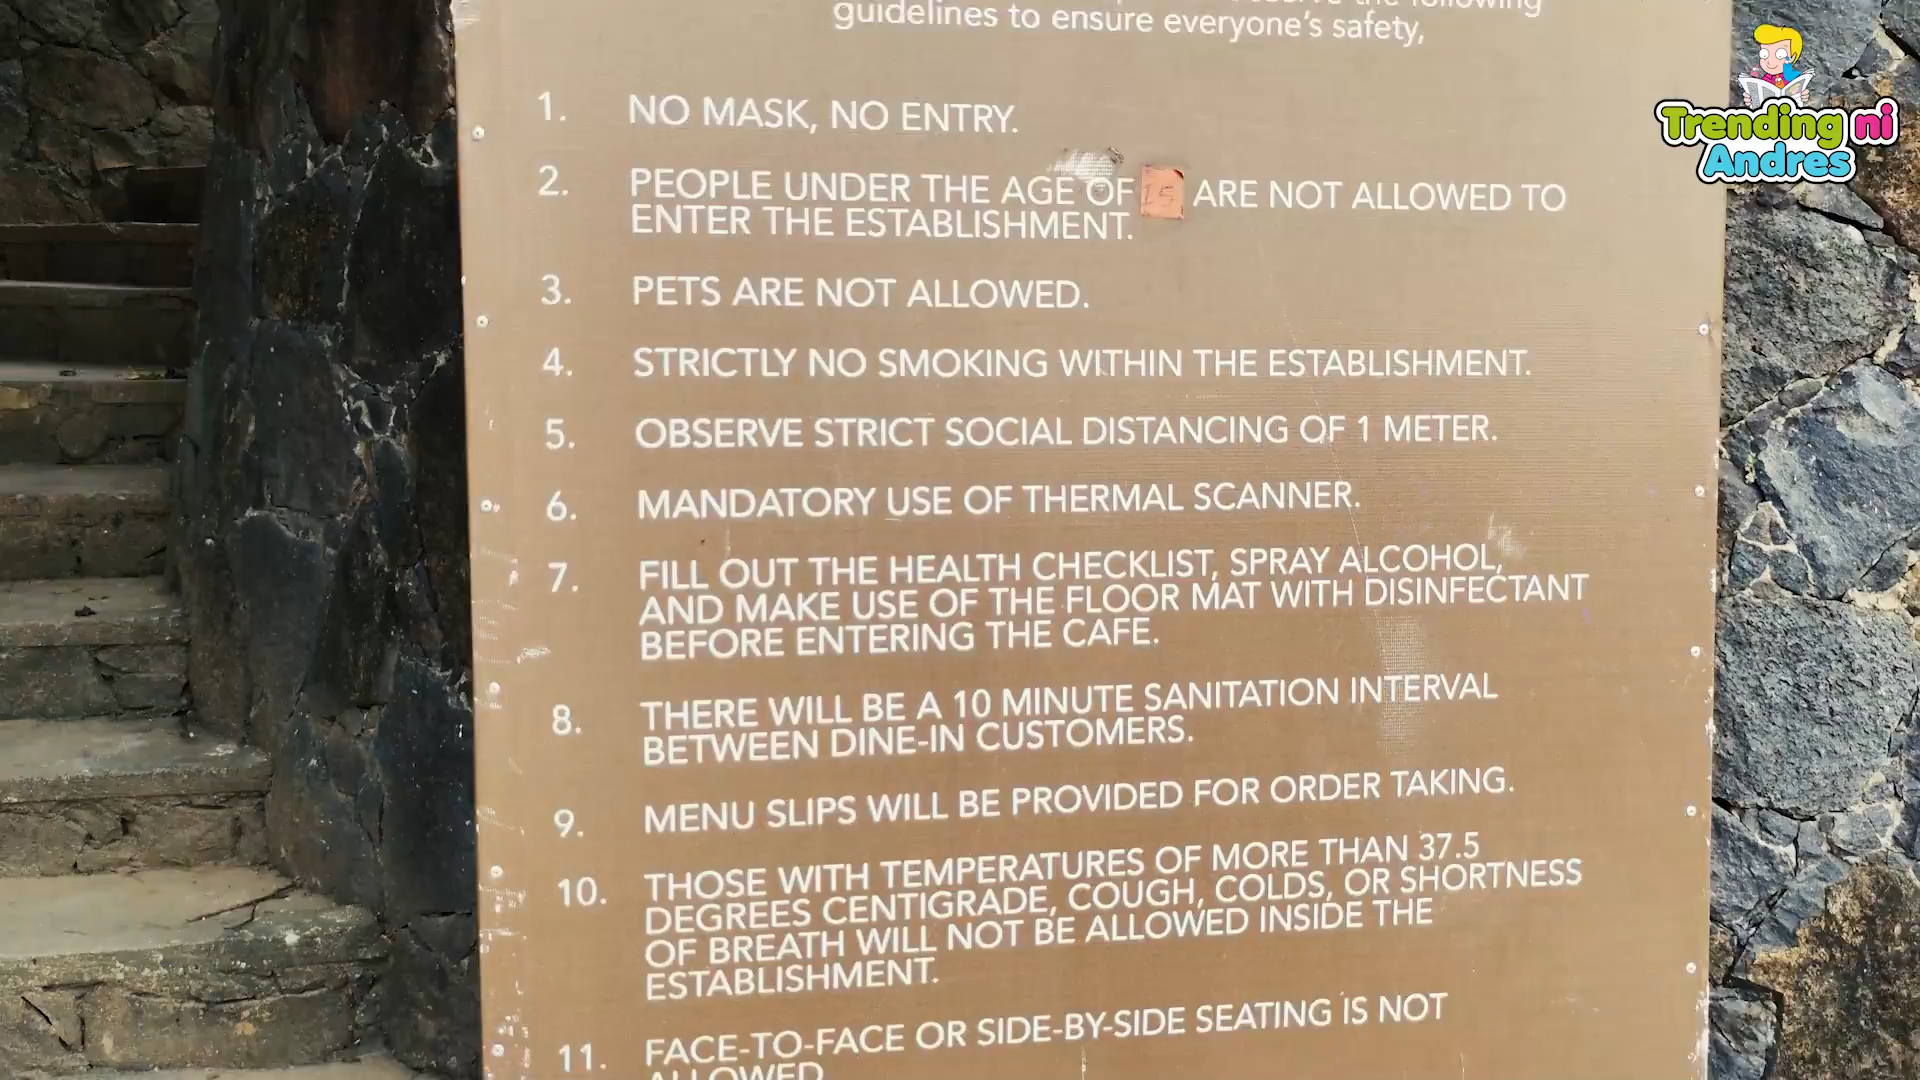 the following
guidelines to ensure everyone's safety,
1. NO MASK, NO ENTRY.
2. PEOPLE UNDER THE AGE OF 15 ARE NOT ALLOWED TO
ENTER THE ESTABLISHMENT.
3. PETS ARE NOT ALLOWED.
4. STRICTLY NO SMOKING WITHIN THE ESTABLISHMENT.
5. OBSERVE STRICT SOCIAL DISTANCING OF 1 METER.
6. MANDATORY USE OF THERMAL SCANNER.
7. FILL OUT THE HEALTH CHECKLIST, SPRAY ALCOHOL,
AND MAKE USE OF THE FLOOR MAT WITH DISINFECTANT
BEFORE ENTERING THE CAFE.
8. THERE WILL BE A 10 MINUTE SANITATION INTERVAL
BETWEEN DINE-IN CUSTOMERS.
9. MENU SLIPS WILL BE PROVIDED FOR ORDER TAKING.
10. THOSE WITH TEMPERATURES OF MORE THAN 37.5
DEGREES CENTIGRADE, COUGH, COLDS, OR SHORTNESS
OF BREATH WILL NOT BE ALLOWED INSIDE THE
ESTABLISHMENT.
11. FACE-TO-FACE OR SIDE-BY-SIDE SEATING IS NOT
ALLOWED
Trending ni
Andres